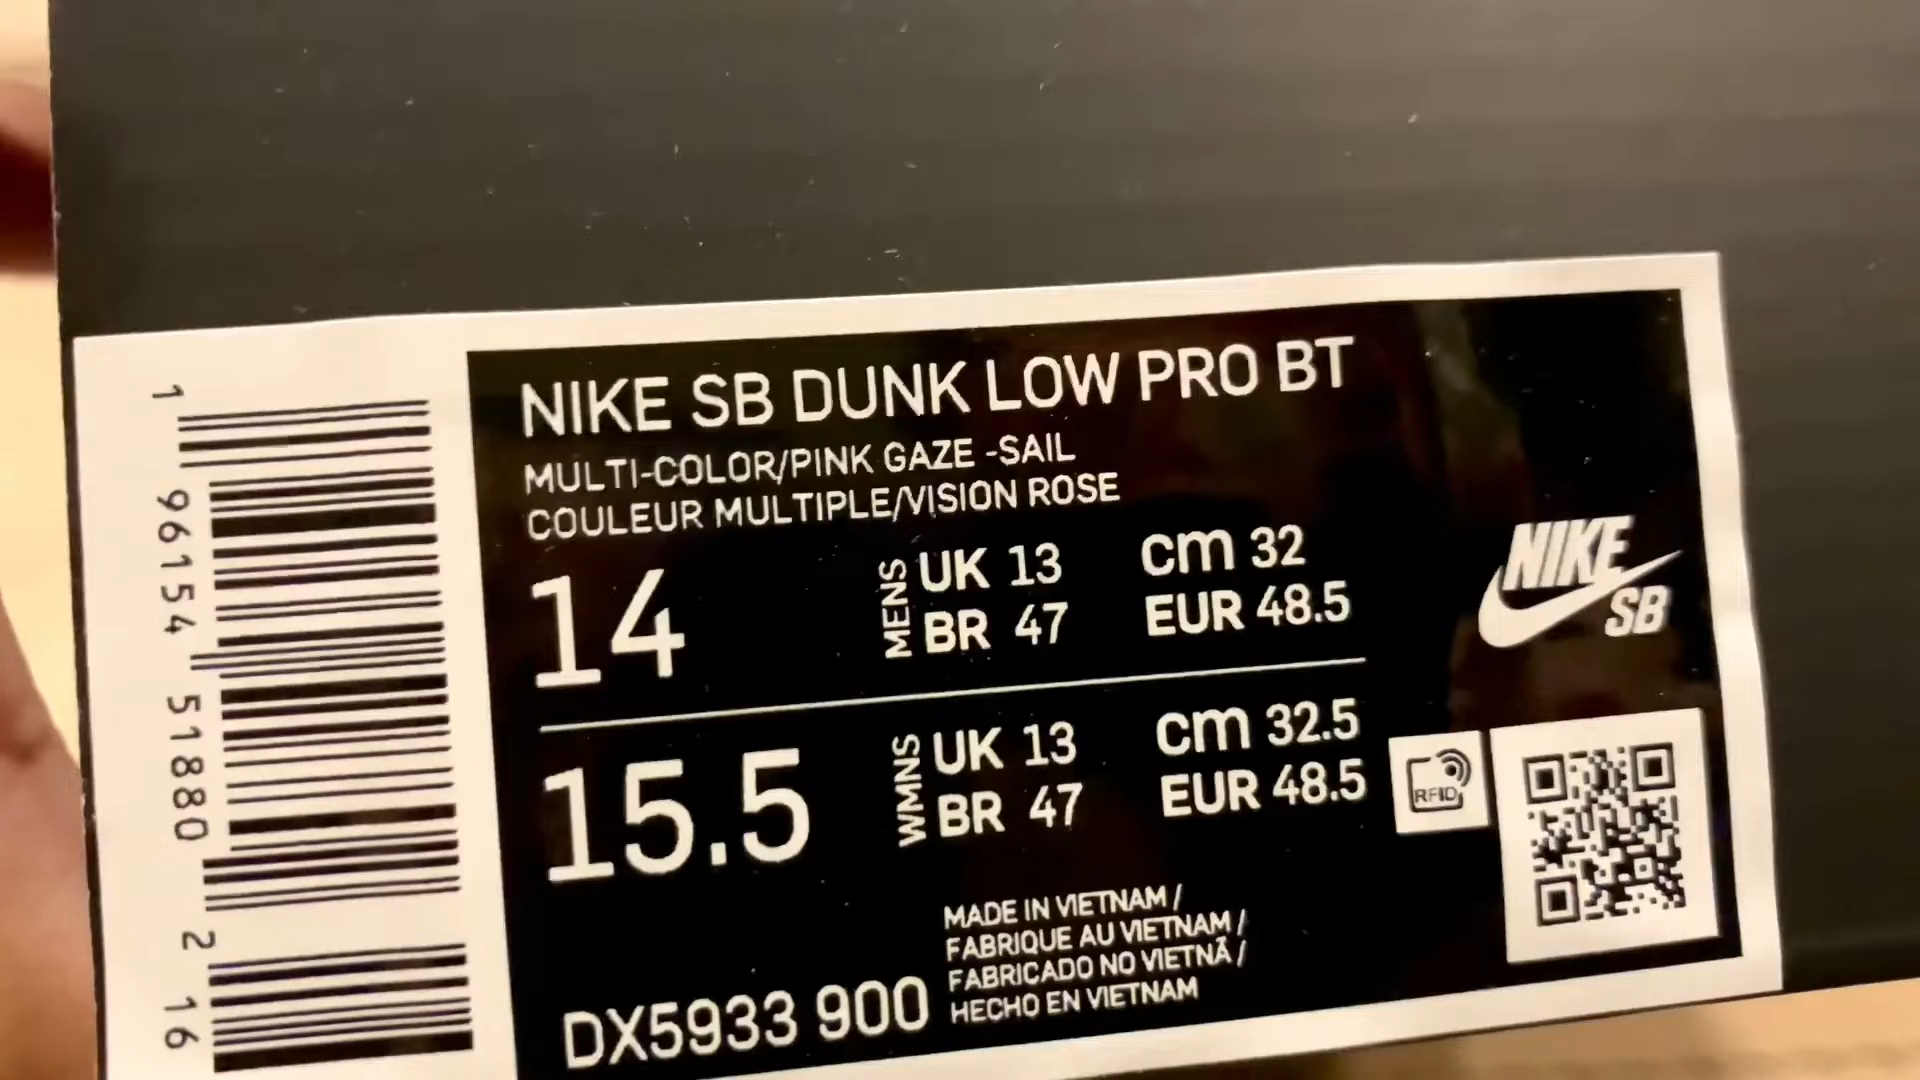 1 96154 51880 2 16
NIKE SB DUNK LOW PRO BT
MULTI-COLOR/PINK GAZE -SAIL
COULEUR MULTIPLE/VISION ROSE
14
MENS
UK 13
cm 32
BR 47
EUR 48.5
NIKE
SB
15.5
WMNS
UK 13
cm 32.5
BR 47
EUR 48.5
RFID
MADE IN VIETNAM /
FABRIQUE AU VIETNAM /
FABRICADO NO VIETNÃ /
HECHO EN VIETNAM
DX5933 900